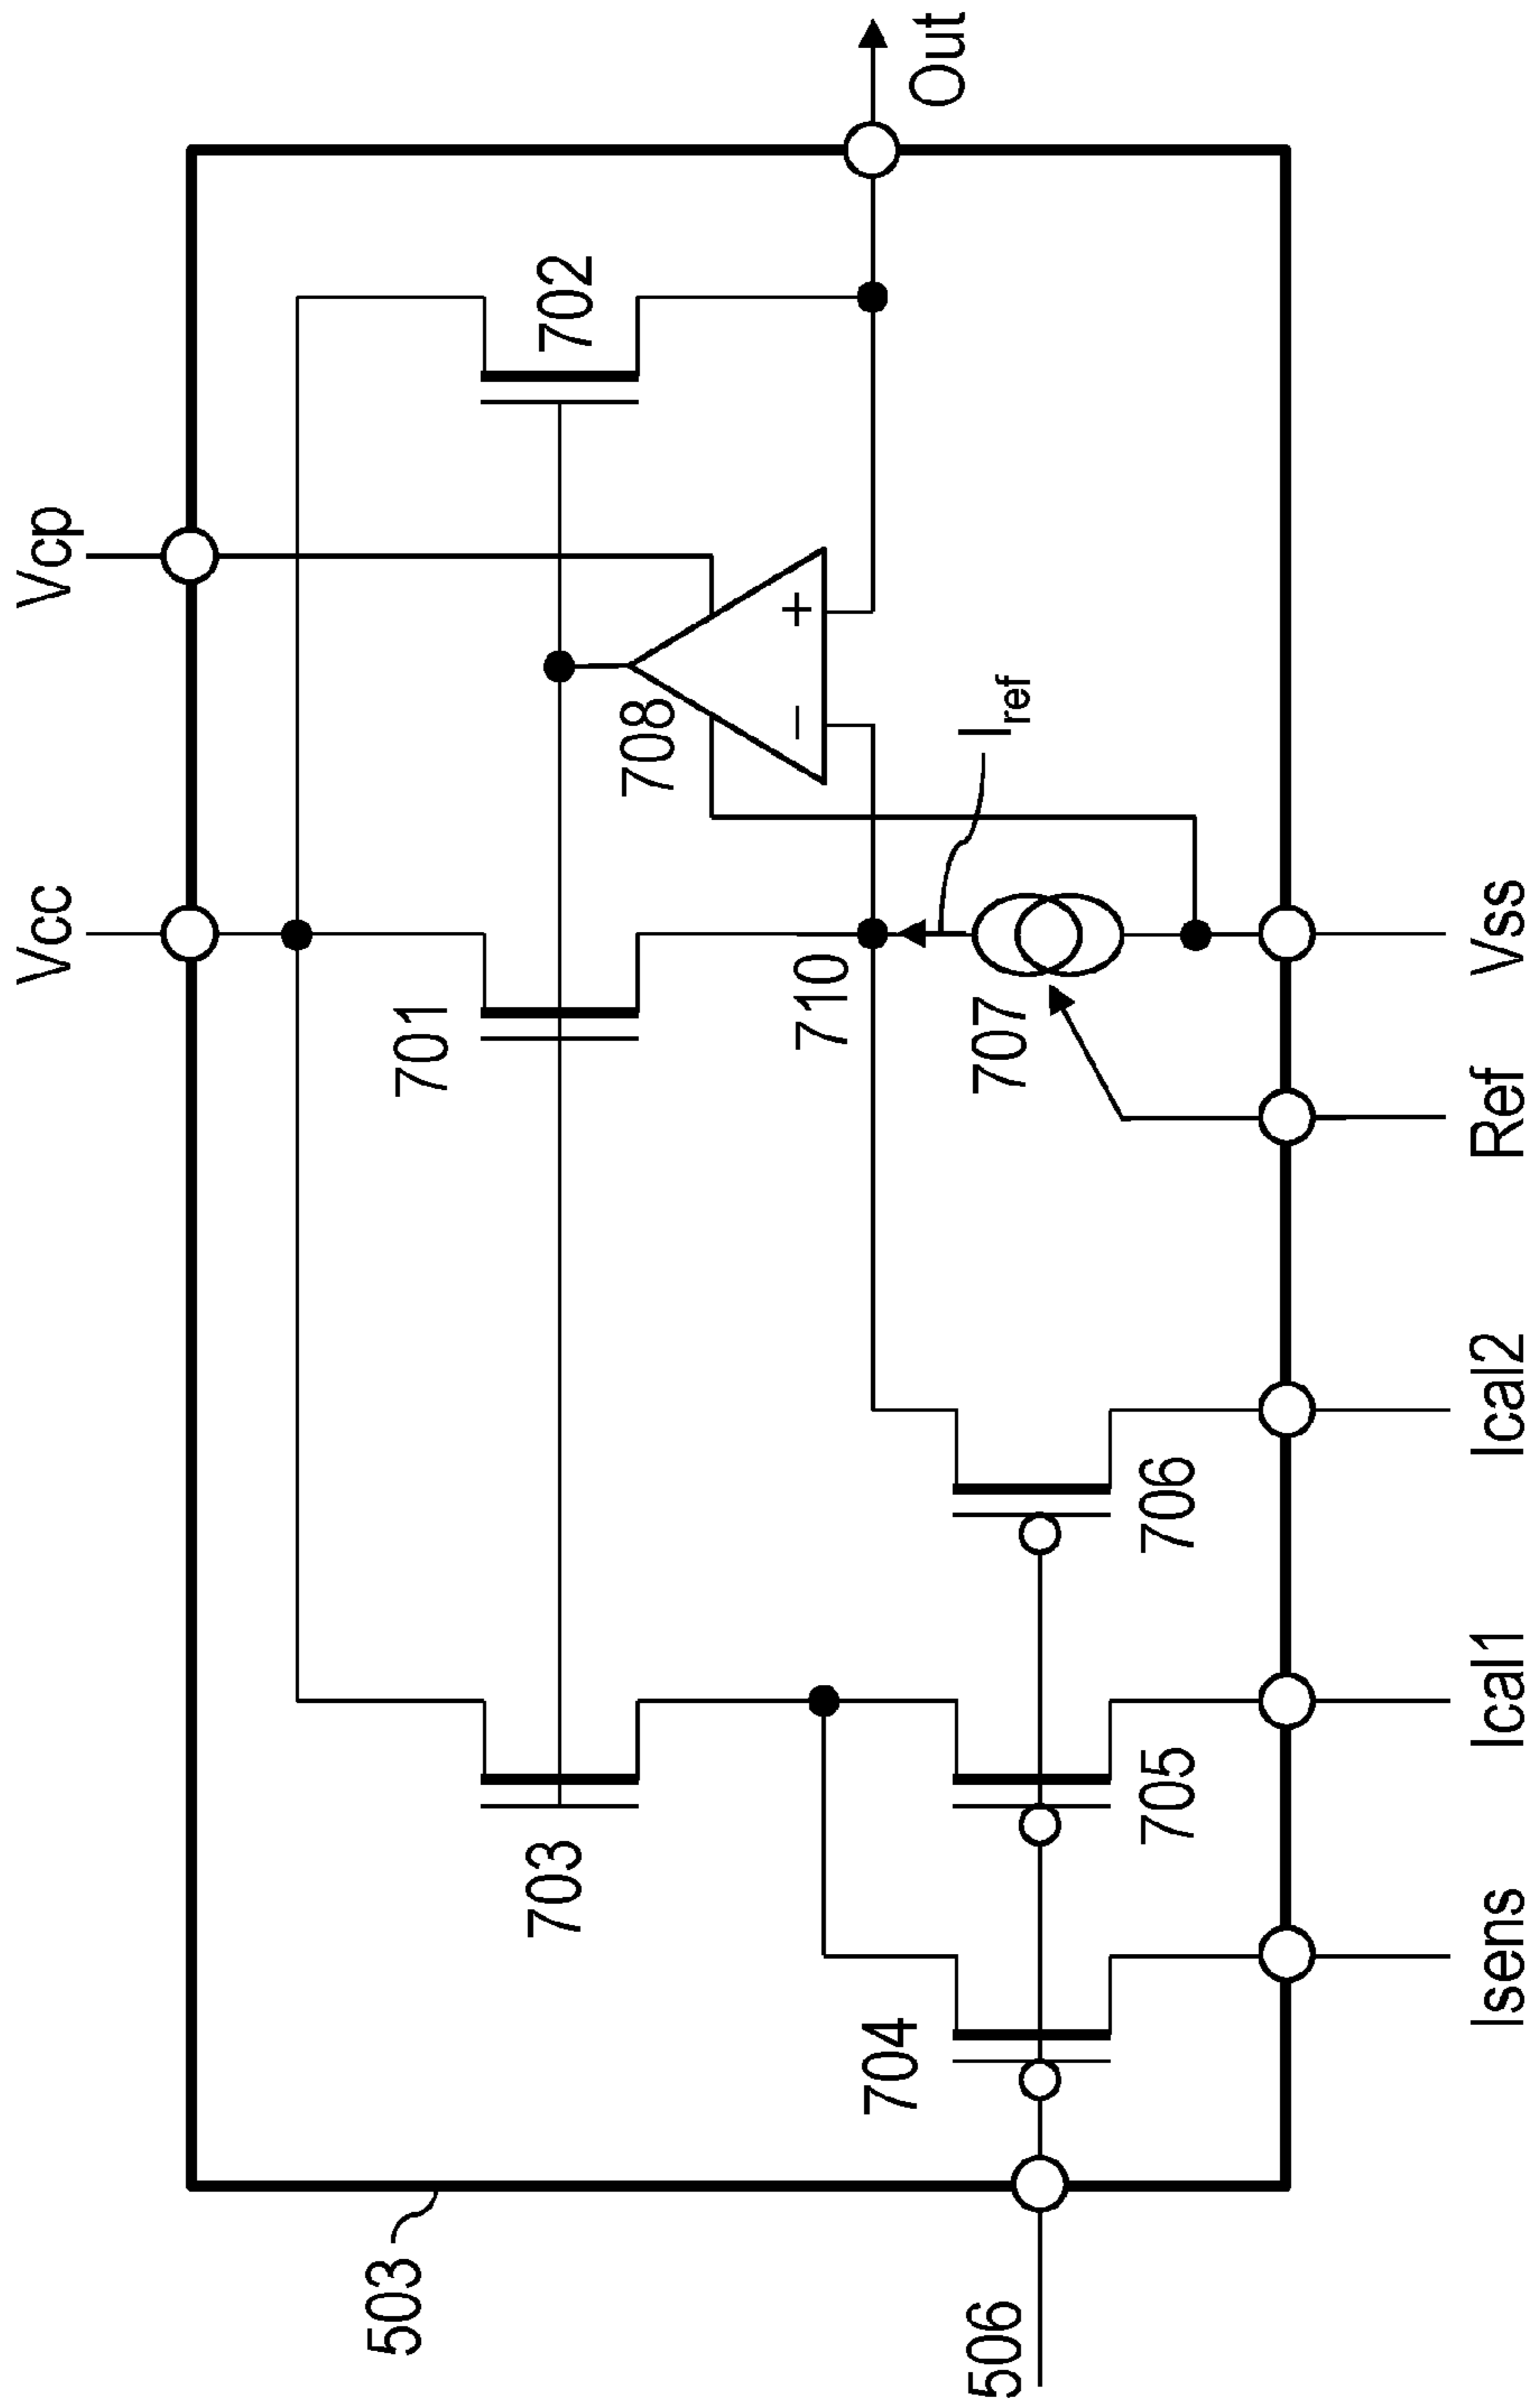 Vcc
Vcp
503
701
702
703
708
−
+
710
Out
704
705
706
707
Iref
506
Isens
Ical1
Ical2
Ref
Vss